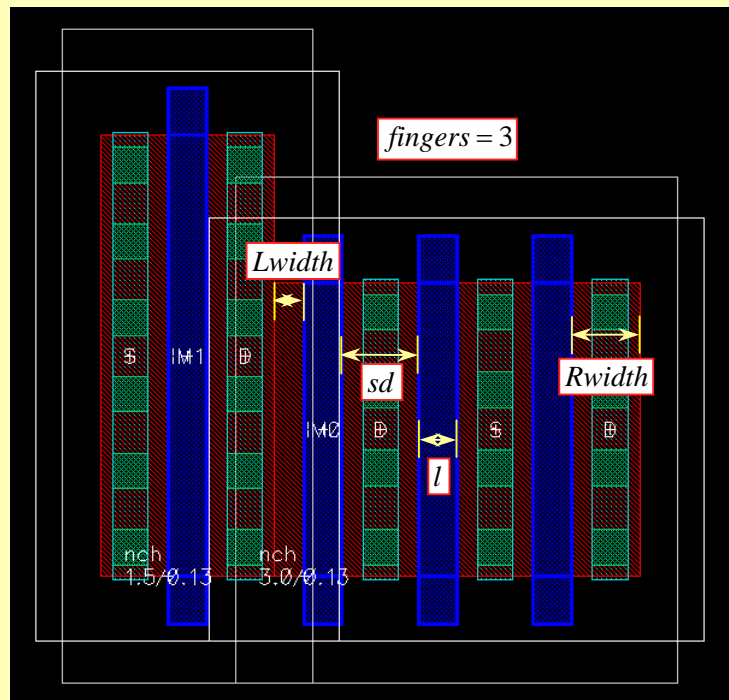 fingers = 3
Lwidth
S IM1 D
sd
Rwidth
IM0 D S D
l
nch nch
1.5/0.13 3.0/0.13